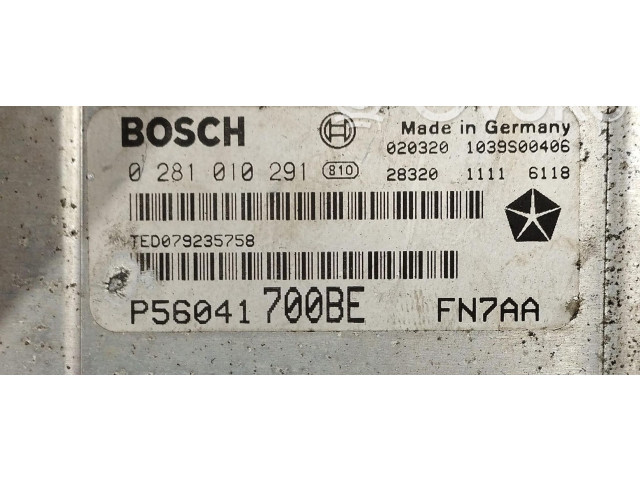 BOSCH
Made in Germany
020320 1039S00406
0 281 010 291 810
28320 1111 6118
TED079235758
P56041 700BE FN7AA